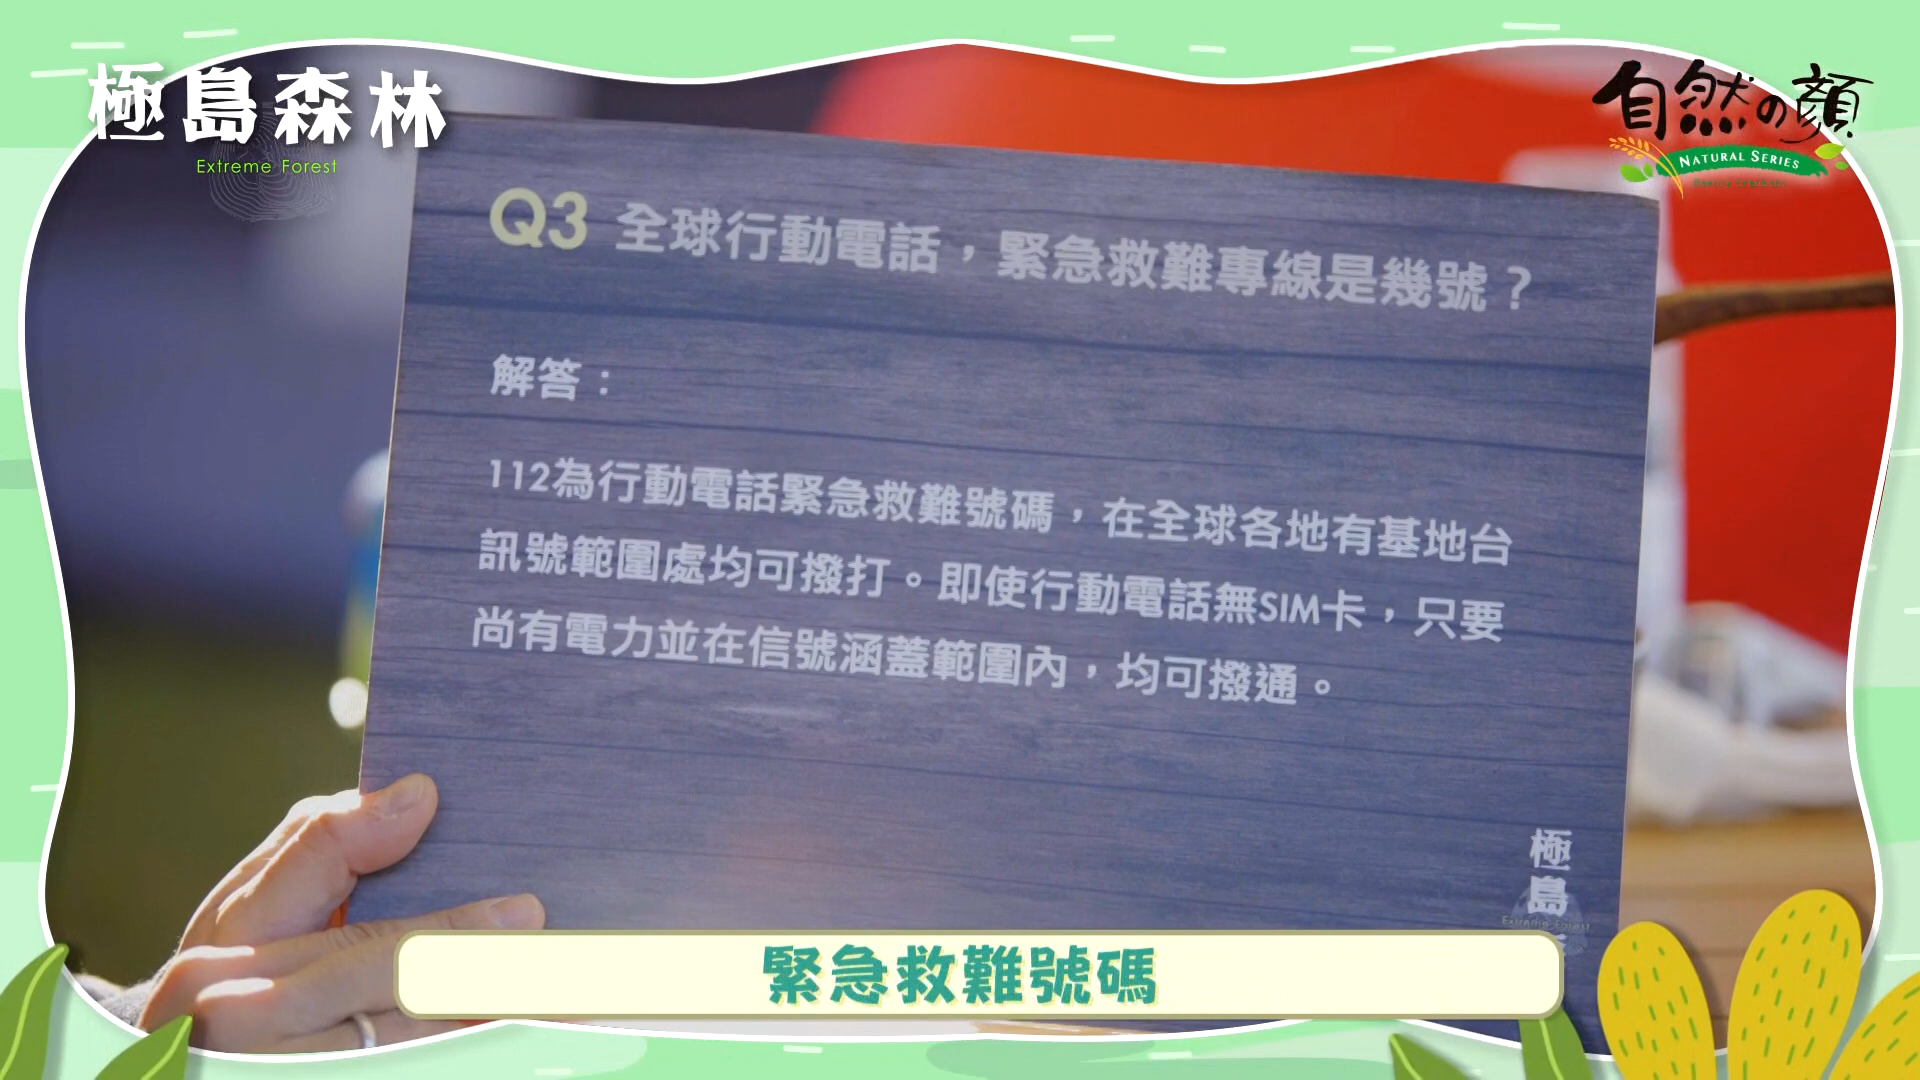 極島森林
Extreme Forest
自然の顏
NATURAL SERIES
Q3 全球行動電話，緊急救難專線是幾號？
解答：
112為行動電話緊急救難號碼，在全球各地有基地台
訊號範圍處均可撥打。即使行動電話無SIM卡，只要
尚有電力並在信號涵蓋範圍內，均可撥通。
極島
Extreme Forest
緊急救難號碼